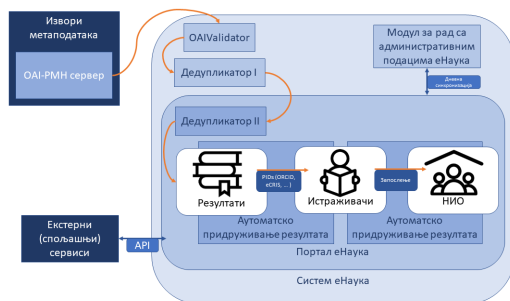 Извори
метаподатака
OAI-PMH сервер
OAIValidator
Дедупликатор I
Модул за рад са
административним
подацима еНаука
Дневна
синхронизација
Дедупликатор II
Резултати
PIDs (ORCID,
eCRIS, ... )
Истраживачи
Запослење
НИО
Аутоматско
придруживање резултата
Аутоматско
придруживање резултата
Портал еНаука
Екстерни
(спољашњи)
сервиси
API
Систем еНаука